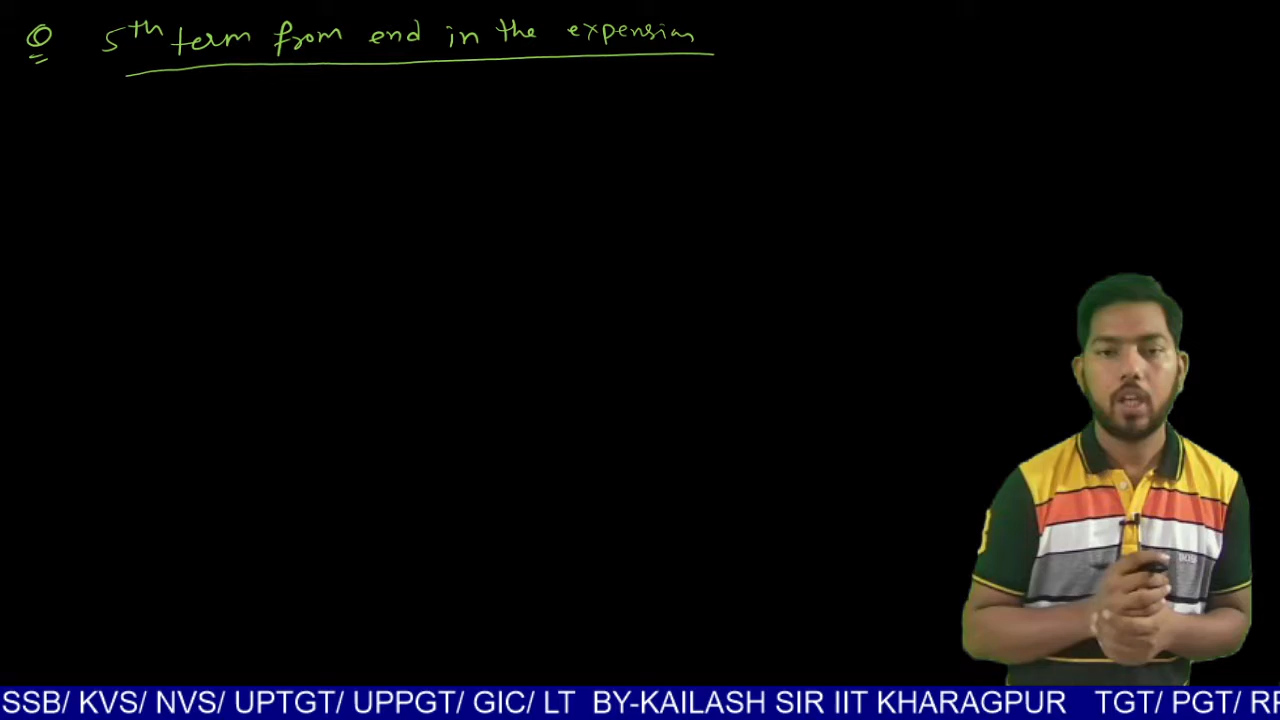 Q 5th term from end in the expension
SSB/ KVS/ NVS/ UPTGT/ UPPGT/ GIC/ LT BY-KAILASH SIR IIT KHARAGPUR TGT/ PGT/ RP